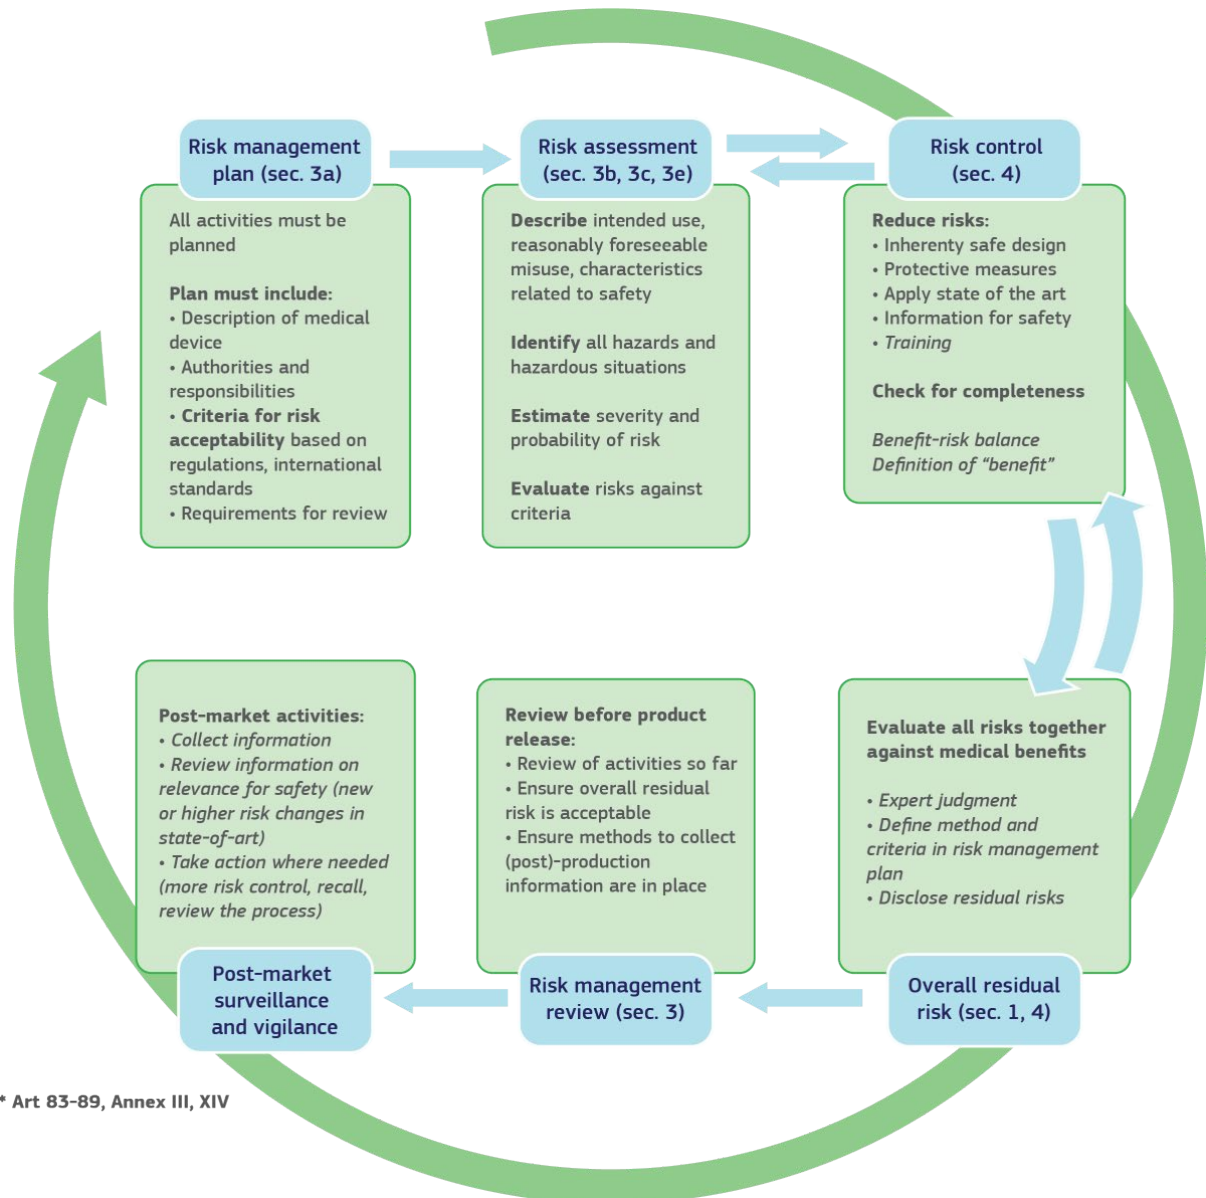 Risk management
plan (sec. 3a)
All activities must be
planned
Plan must include:
• Description of medical
device
• Authorities and
responsibilities
• Criteria for risk
acceptability based on
regulations, international
standards
• Requirements for review
Risk assessment
(sec. 3b, 3c, 3e)
Describe intended use,
reasonably foreseeable
misuse, characteristics
related to safety
Identify all hazards and
hazardous situations
Estimate severity and
probability of risk
Evaluate risks against
criteria
Risk control
(sec. 4)
Reduce risks:
• Inherenty safe design
• Protective measures
• Apply state of the art
• Information for safety
• Training
Check for completeness
Benefit-risk balance
Definition of “benefit”
Evaluate all risks together
against medical benefits
• Expert judgment
• Define method and
criteria in risk management
plan
• Disclose residual risks
Overall residual
risk (sec. 1, 4)
Review before product
release:
• Review of activities so far
• Ensure overall residual
risk is acceptable
• Ensure methods to collect
(post)-production
information are in place
Risk management
review (sec. 3)
Post-market activities:
• Collect information
• Review information on
relevance for safety (new
or higher risk changes in
state-of-art)
• Take action where needed
(more risk control, recall,
review the process)
Post-market
surveillance
and vigilance
* Art 83-89, Annex III, XIV